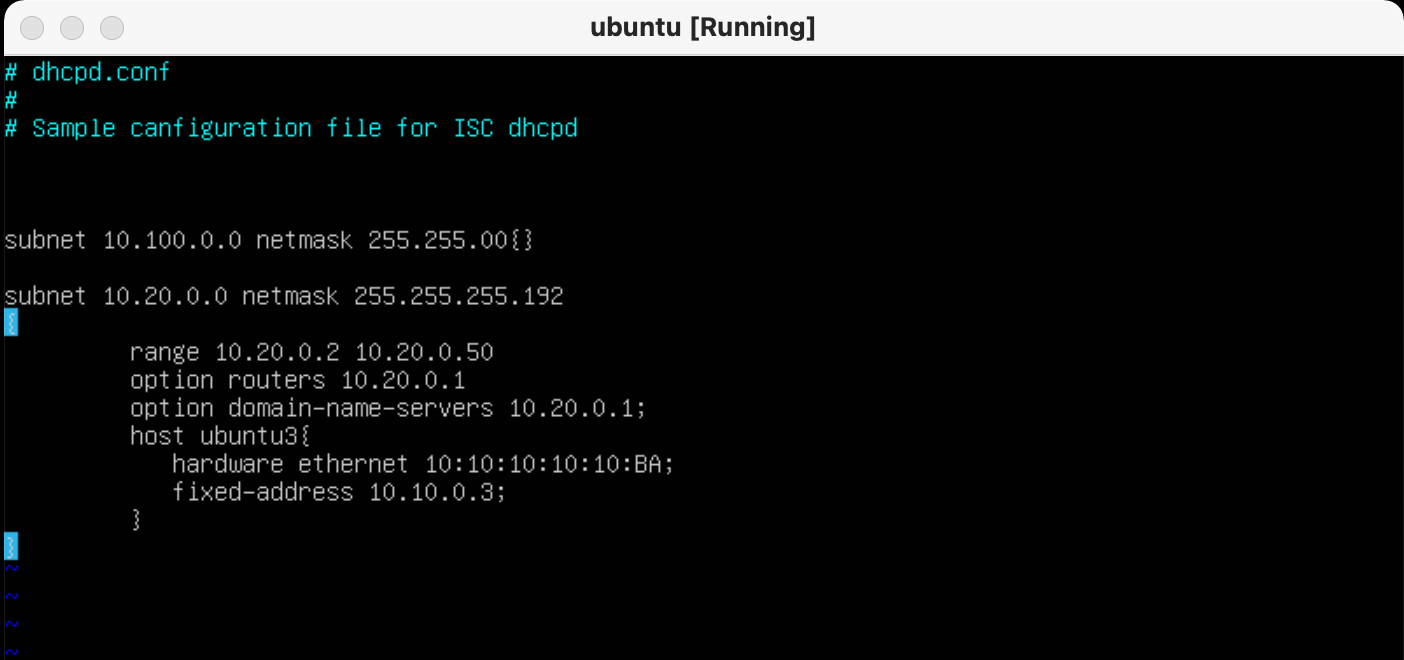 ubuntu [Running]
# dhcpd.conf
#
# Sample canfiguration file for ISC dhcpd
subnet 10.100.0.0 netmask 255.255.00{}
subnet 10.20.0.0 netmask 255.255.255.192
{
range 10.20.0.2 10.20.0.50
option routers 10.20.0.1
option domain-name-servers 10.20.0.1;
host ubuntu3{
hardware ethernet 10:10:10:10:10:BA;
fixed-address 10.10.0.3;
}
}
~
~
~
~